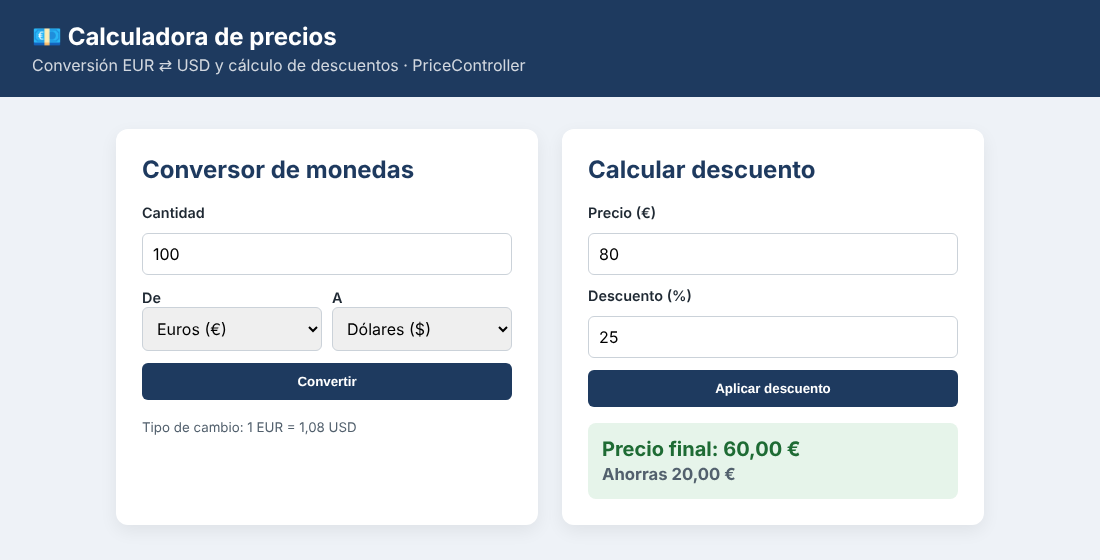 💶 Calculadora de precios
Conversión EUR ⇄ USD y cálculo de descuentos · PriceController
Conversor de monedas
Cantidad
100
De A
Euros (€) Dólares ($)
Convertir
Tipo de cambio: 1 EUR = 1,08 USD
Calcular descuento
Precio (€)
80
Descuento (%)
25
Aplicar descuento
Precio final: 60,00 €
Ahorras 20,00 €